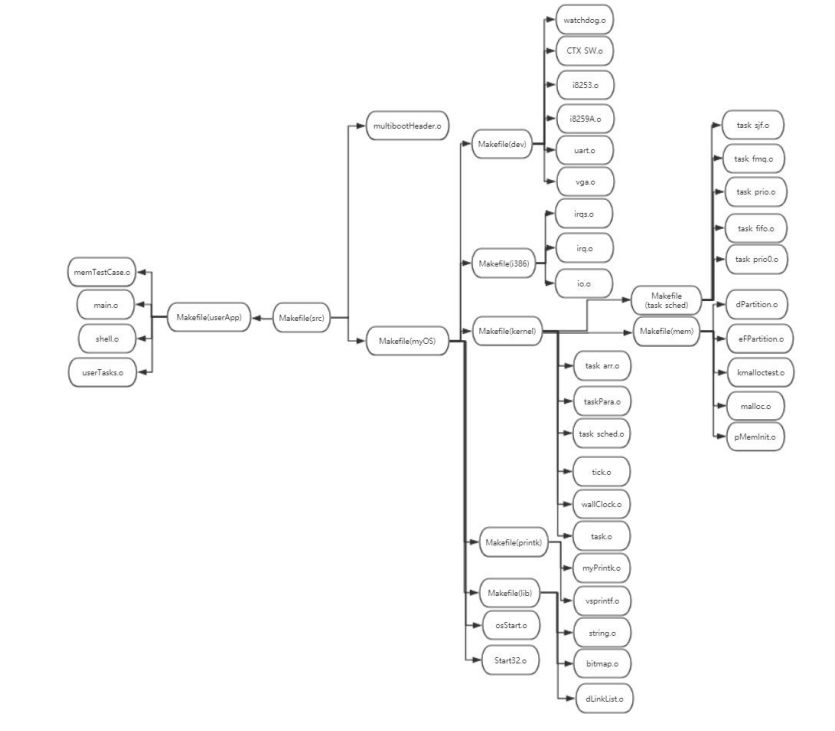 watchdog.o
CTX SW.o
i8253.o
i8259A.o
uart.o
vga.o
multibootHeader.o
Makefile(dev)
task sjf.o
task fmq.o
task prio.o
task fifo.o
task prio0.o
irqs.o
irq.o
io.o
Makefile(i386)
memTestCase.o
main.o
shell.o
userTasks.o
Makefile(userApp)
Makefile(src)
Makefile(myOS)
Makefile(kernel)
Makefile
(task sched)
Makefile(mem)
dPartition.o
eFPartition.o
kmalloctest.o
malloc.o
pMemInit.o
task arr.o
taskPara.o
task sched.o
tick.o
wallClock.o
task.o
Makefile(printk)
myPrintk.o
vsprintf.o
Makefile(lib)
string.o
bitmap.o
dLinkList.o
osStart.o
Start32.o